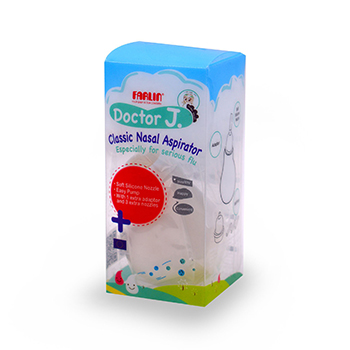 FARLIN
Doctor J.
Classic Nasal Aspirator
Especially for serious flu
- Soft Silicone Nozzle
- Easy Pump
- With 1 extra adaptor
and 3 extra nozzles